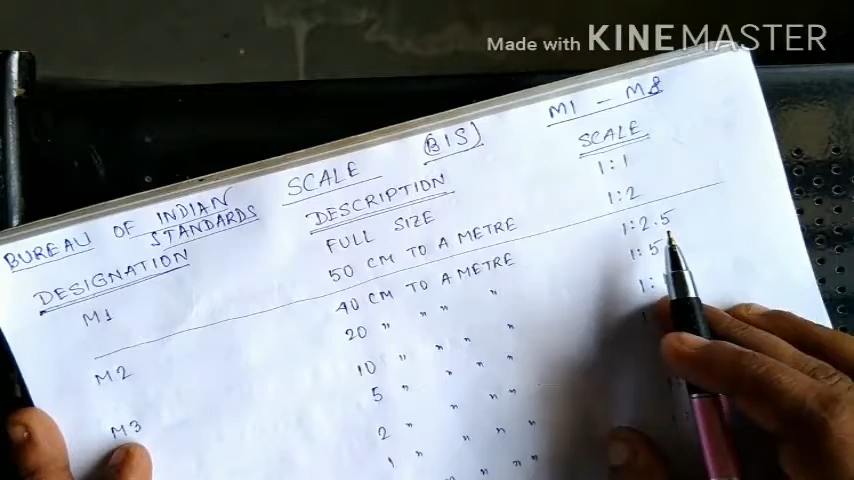 Made with KINEMASTER
M1 - M8
SCALE (BIS)
BUREAU OF INDIAN STANDARDS
DESIGNATION DESCRIPTION SCALE
M1 FULL SIZE 1:1
50 CM TO A METRE 1:2
M2 40 CM TO A METRE 1:2.5
20 " " " " 1:5
10 " " " " 1:
5 " " "
M3 2 " " "
1 " " "
" " "